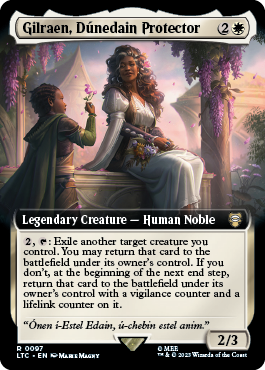 Gilraen, Dúnedain Protector 2
Legendary Creature — Human Noble
2, : Exile another target creature you
control. You may return that card to the
battlefield under its owner's control. If you
don't, at the beginning of the next end step,
return that card to the battlefield under its
owner's control with a vigilance counter and a
lifelink counter on it.
“Ónen i-Estel Edain, ú-chebin estel anim.”
2/3
R 0097
LTC • EN Marie Magny
© MEE
™ & © 2023 Wizards of the Coast